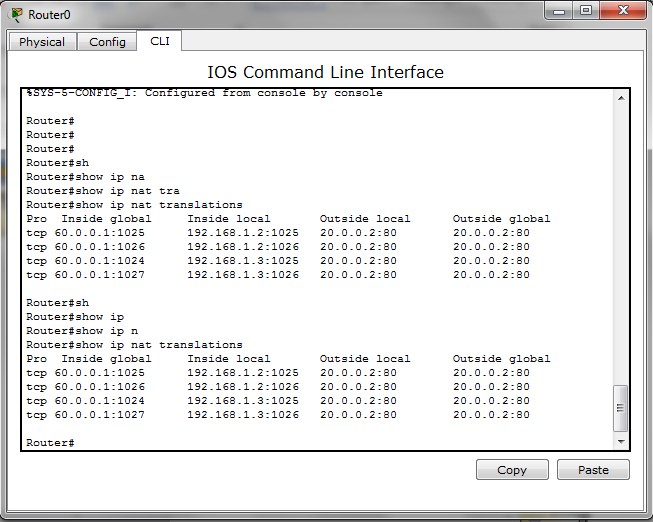 Router0
Physical Config CLI
IOS Command Line Interface
%SYS-5-CONFIG_I: Configured from console by console
Router#
Router#
Router#
Router#sh
Router#show ip na
Router#show ip nat tra
Router#show ip nat translations
Pro  Inside global     Inside local      Outside local      Outside global
tcp 60.0.0.1:1025     192.168.1.2:1025   20.0.0.2:80        20.0.0.2:80
tcp 60.0.0.1:1026     192.168.1.2:1026   20.0.0.2:80        20.0.0.2:80
tcp 60.0.0.1:1024     192.168.1.3:1025   20.0.0.2:80        20.0.0.2:80
tcp 60.0.0.1:1027     192.168.1.3:1026   20.0.0.2:80        20.0.0.2:80
Router#sh
Router#show ip
Router#show ip n
Router#show ip nat translations
Pro  Inside global     Inside local      Outside local      Outside global
tcp 60.0.0.1:1025     192.168.1.2:1025   20.0.0.2:80        20.0.0.2:80
tcp 60.0.0.1:1026     192.168.1.2:1026   20.0.0.2:80        20.0.0.2:80
tcp 60.0.0.1:1024     192.168.1.3:1025   20.0.0.2:80        20.0.0.2:80
tcp 60.0.0.1:1027     192.168.1.3:1026   20.0.0.2:80        20.0.0.2:80
Router#
Copy Paste